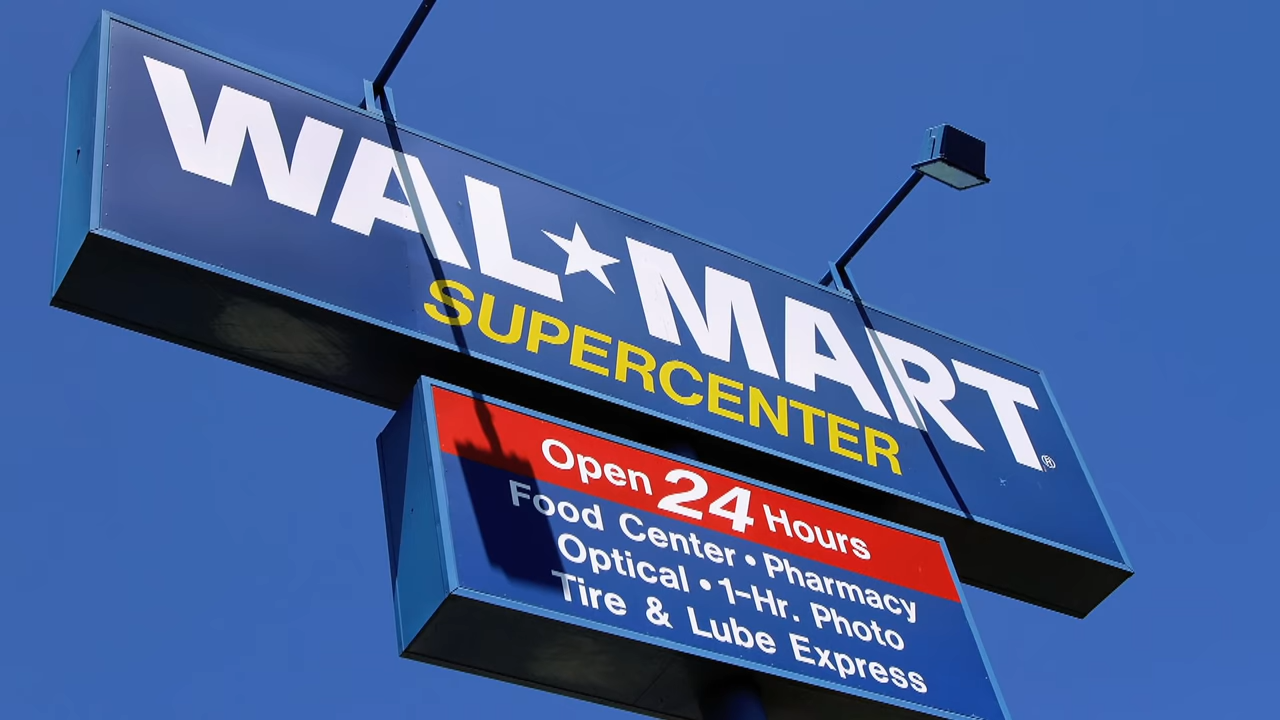 WAL★MART®
SUPERCENTER
Open 24 Hours
Food Center • Pharmacy
Optical • 1-Hr. Photo
Tire & Lube Express